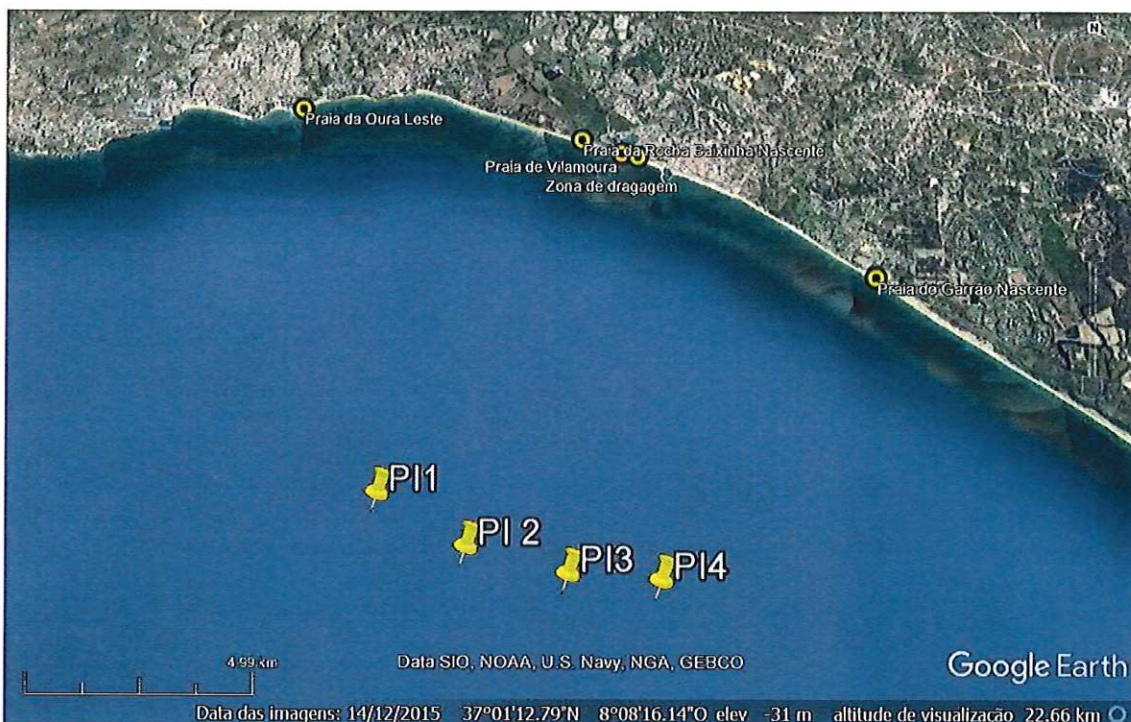 N
Praia da Oura Leste
Praia da Rocha Baixinha Nascente
Praia de Vilamoura
Zona de dragagem
Praia do Garrão Nascente
PI1
PI 2
PI3
PI4
4.99 km
Data SIO, NOAA, U.S. Navy, NGA, GEBCO
Google Earth
Data das imagens: 14/12/2015 37°01'12.79"N 8°08'16.14"O elev -31 m altitude de visualização 22.66 km